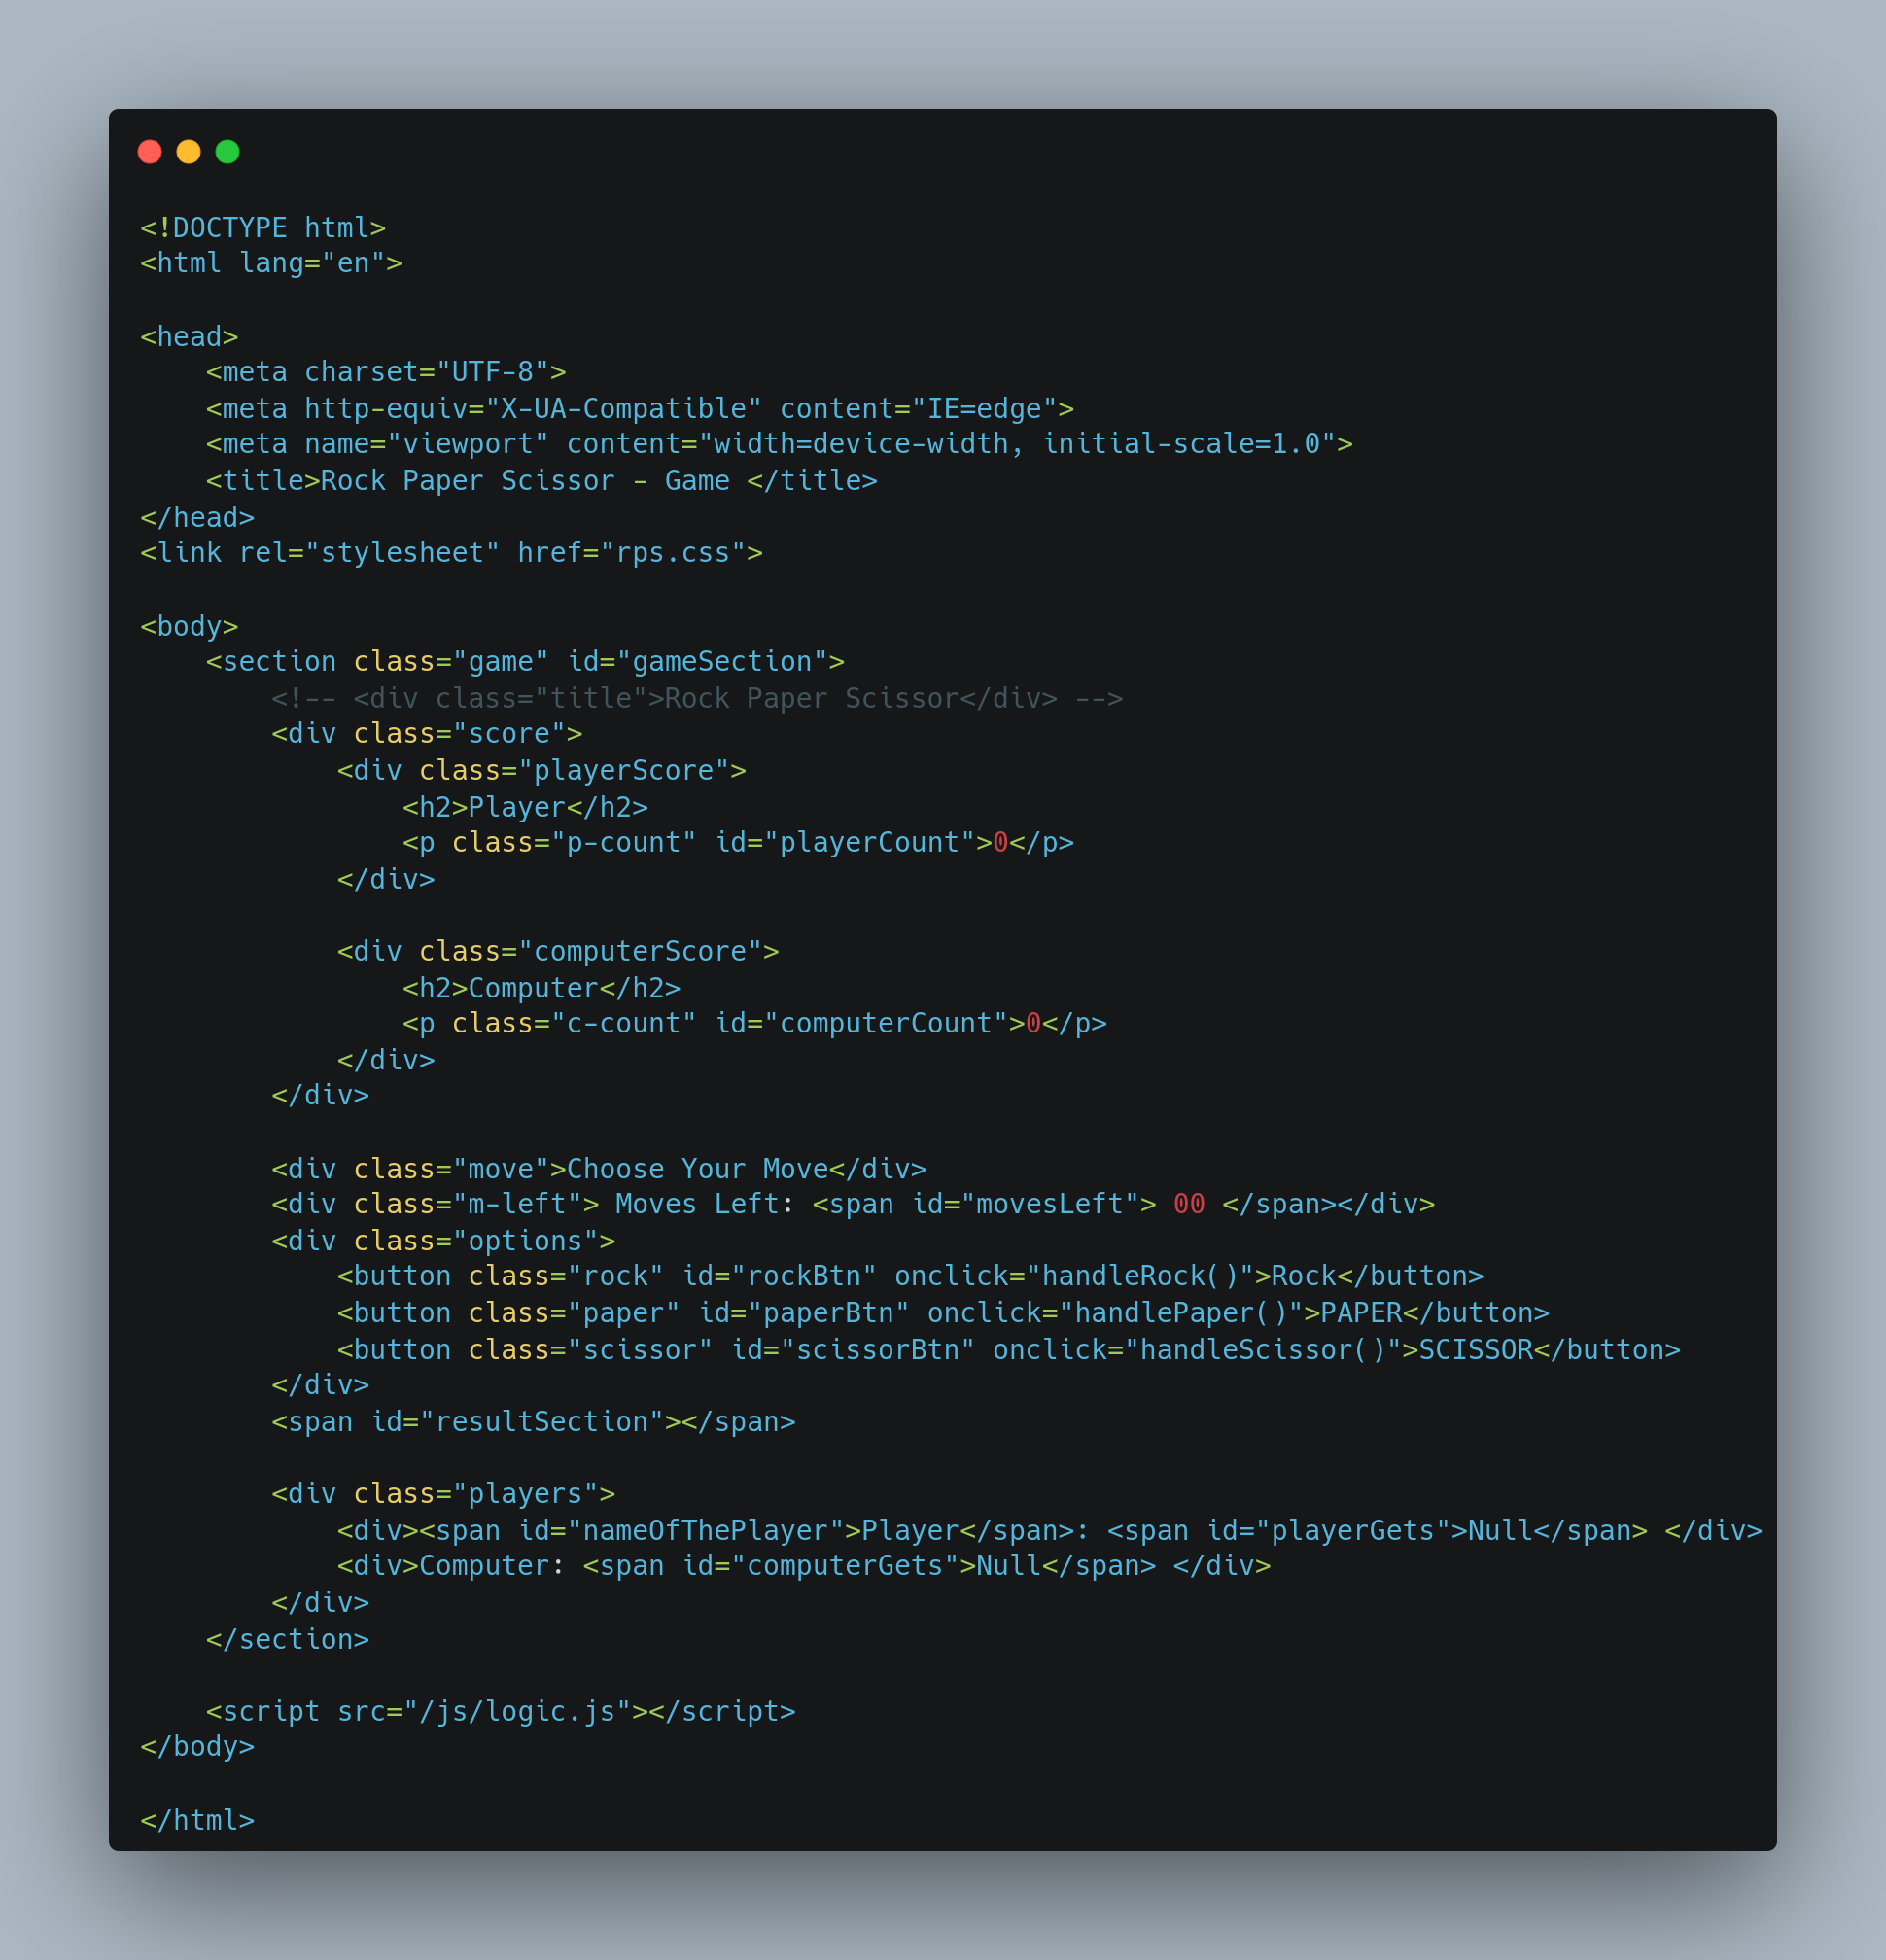 <!DOCTYPE html>
<html lang="en">

<head>
    <meta charset="UTF-8">
    <meta http-equiv="X-UA-Compatible" content="IE=edge">
    <meta name="viewport" content="width=device-width, initial-scale=1.0">
    <title>Rock Paper Scissor - Game </title>
</head>
<link rel="stylesheet" href="rps.css">

<body>
    <section class="game" id="gameSection">
        <!-- <div class="title">Rock Paper Scissor</div> -->
        <div class="score">
            <div class="playerScore">
                <h2>Player</h2>
                <p class="p-count" id="playerCount">0</p>
            </div>

            <div class="computerScore">
                <h2>Computer</h2>
                <p class="c-count" id="computerCount">0</p>
            </div>
        </div>

        <div class="move">Choose Your Move</div>
        <div class="m-left"> Moves Left: <span id="movesLeft"> 00 </span></div>
        <div class="options">
            <button class="rock" id="rockBtn" onclick="handleRock()">Rock</button>
            <button class="paper" id="paperBtn" onclick="handlePaper()">PAPER</button>
            <button class="scissor" id="scissorBtn" onclick="handleScissor()">SCISSOR</button>
        </div>
        <span id="resultSection"></span>

        <div class="players">
            <div><span id="nameOfThePlayer">Player</span>: <span id="playerGets">Null</span> </div>
            <div>Computer: <span id="computerGets">Null</span> </div>
        </div>
    </section>

    <script src="/js/logic.js"></script>
</body>

</html>